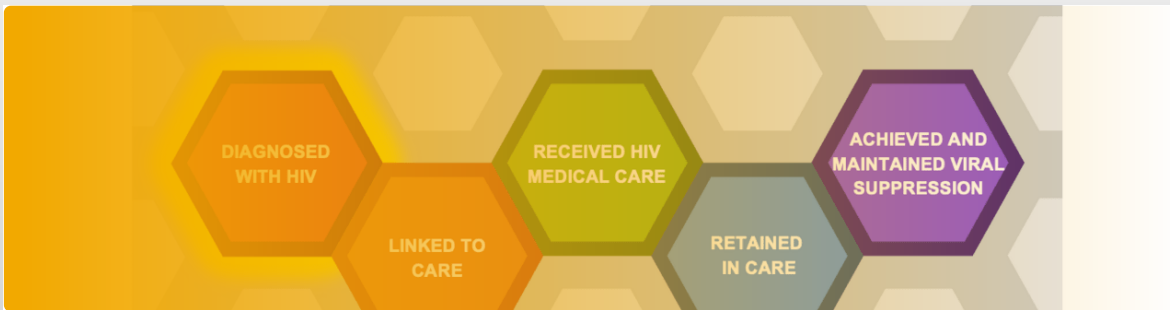 DIAGNOSED
WITH HIV
LINKED TO
CARE
RECEIVED HIV
MEDICAL CARE
RETAINED
IN CARE
ACHIEVED AND
MAINTAINED VIRAL
SUPPRESSION